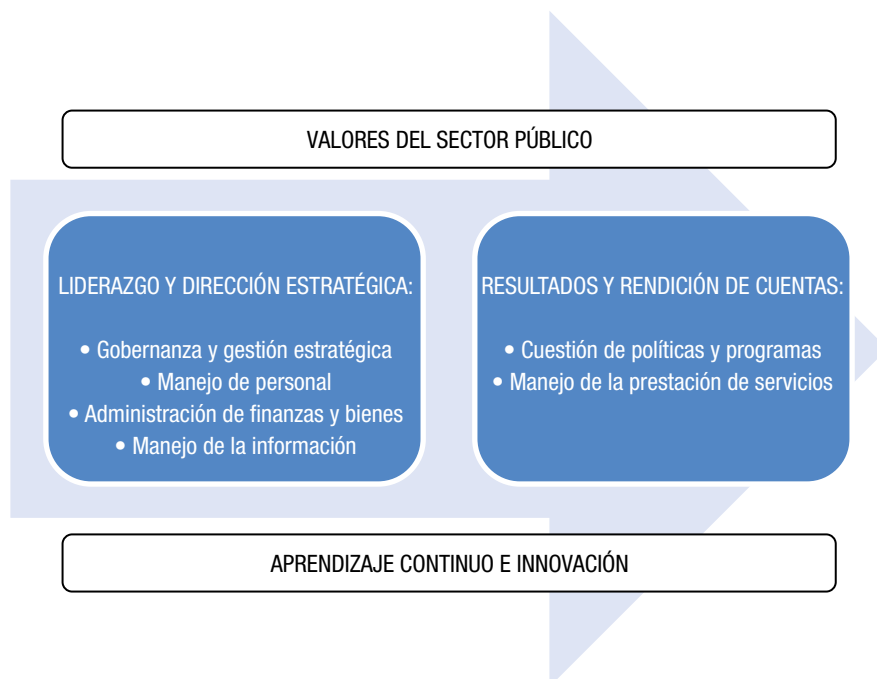 VALORES DEL SECTOR PÚBLICO
LIDERAZGO Y DIRECCIÓN ESTRATÉGICA:
• Gobernanza y gestión estratégica
• Manejo de personal
• Administración de finanzas y bienes
• Manejo de la información
RESULTADOS Y RENDICIÓN DE CUENTAS:
• Cuestión de políticas y programas
• Manejo de la prestación de servicios
APRENDIZAJE CONTINUO E INNOVACIÓN